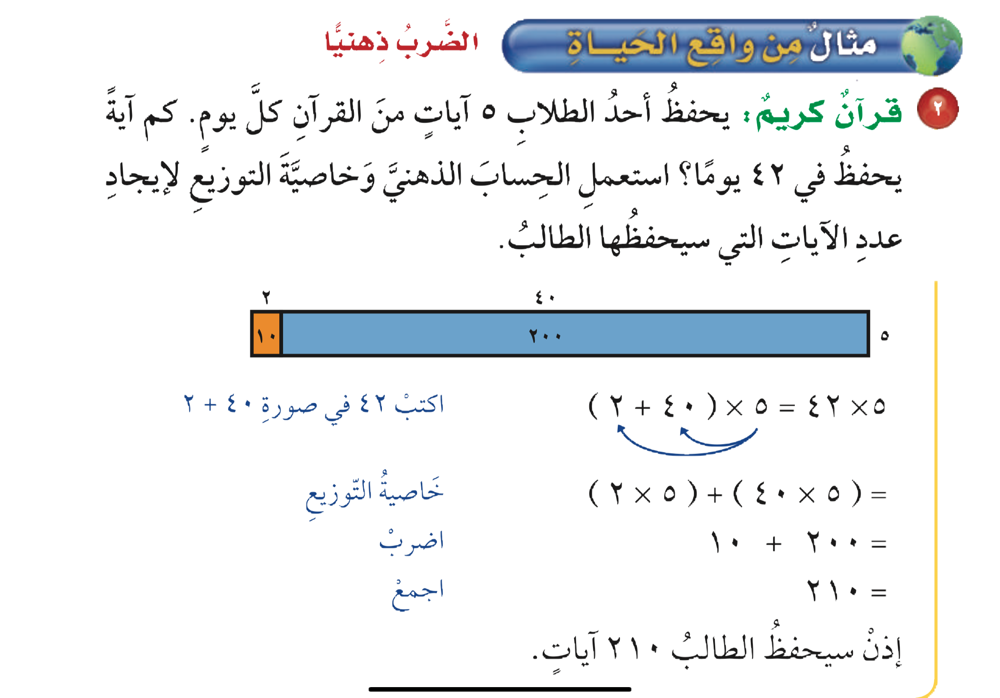 مثالٌ مِن واقِعِ الحَيـاةِ الضَّربُ ذِهنيًّا
٢ قرآنٌ كريمٌ: يحفظُ أحدُ الطلابِ ٥ آياتٍ منَ القرآنِ كلَّ يومٍ. كم آيةً
يحفظُ في ٤٢ يومًا؟ استعملِ الحِسابَ الذهنيَّ وَخاصيَّةَ التوزيعِ لإيجادِ
عددِ الآياتِ التي سيحفظُها الطالبُ.
٤٠ ٢
٥ ٢٠٠ ١٠
٥× ٤٢ = ٥ × (٤٠ + ٢) اكتبْ ٤٢ في صورةِ ٤٠ + ٢
= (٥ × ٤٠) + (٥ × ٢) خَاصيةُ التّوزيعِ
= ٢٠٠ + ١٠ اضربْ
= ٢١٠ اجمعْ
إذنْ سيحفظُ الطالبُ ٢١٠ آياتٍ.